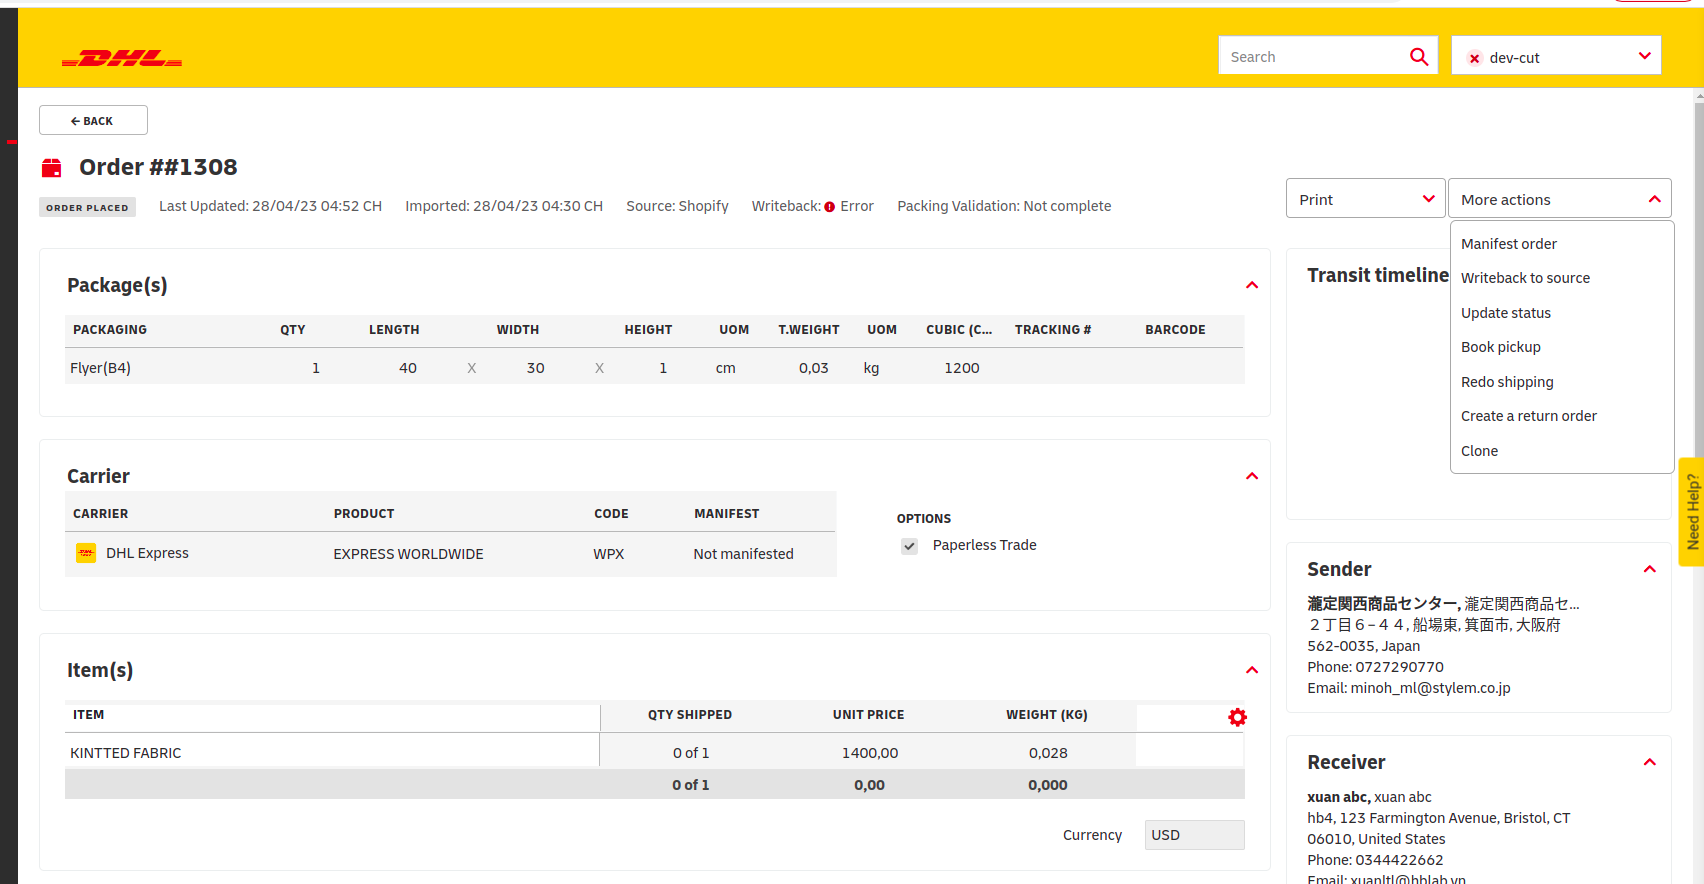 DHL
Search
dev-cut
← BACK
Order ##1308
ORDER PLACED Last Updated: 28/04/23 04:52 CH Imported: 28/04/23 04:30 CH Source: Shopify Writeback: Error Packing Validation: Not complete
Print
More actions
Manifest order
Writeback to source
Update status
Book pickup
Redo shipping
Create a return order
Clone
Package(s)
PACKAGING QTY LENGTH WIDTH HEIGHT UOM T.WEIGHT UOM CUBIC (C... TRACKING # BARCODE
Flyer(B4) 1 40 X 30 X 1 cm 0,03 kg 1200
Carrier
CARRIER PRODUCT CODE MANIFEST
DHL Express EXPRESS WORLDWIDE WPX Not manifested
OPTIONS
Paperless Trade
Item(s)
ITEM QTY SHIPPED UNIT PRICE WEIGHT (KG)
KINTTED FABRIC 0 of 1 1400,00 0,028
0 of 1 0,00 0,000
Currency USD
Transit timeline
Need Help?
Sender
瀧定関西商品センター, 瀧定関西商品セ...
２丁目６−４４, 船場東, 箕面市, 大阪府
562-0035, Japan
Phone: 0727290770
Email: minoh_ml@stylem.co.jp
Receiver
xuan abc, xuan abc
hb4, 123 Farmington Avenue, Bristol, CT
06010, United States
Phone: 0344422662
Email: xuanltl@hblab.vn